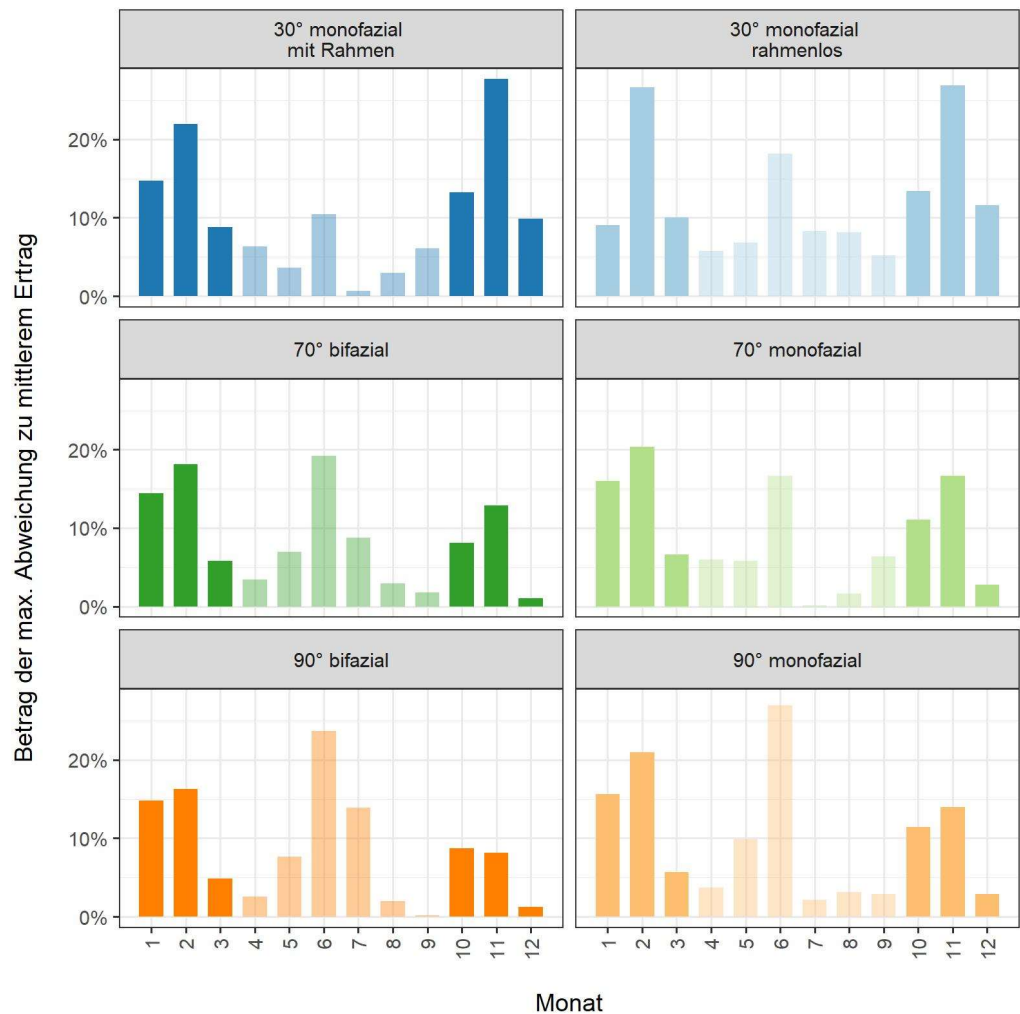 30° monofazial
mit Rahmen
30° monofazial
rahmenlos
20%
10%
0%
70° bifazial
70° monofazial
20%
10%
0%
90° bifazial
90° monofazial
20%
10%
0%
1 2 3 4 5 6 7 8 9 10 11 12
1 2 3 4 5 6 7 8 9 10 11 12
Monat
Betrag der max. Abweichung zu mittlerem Ertrag